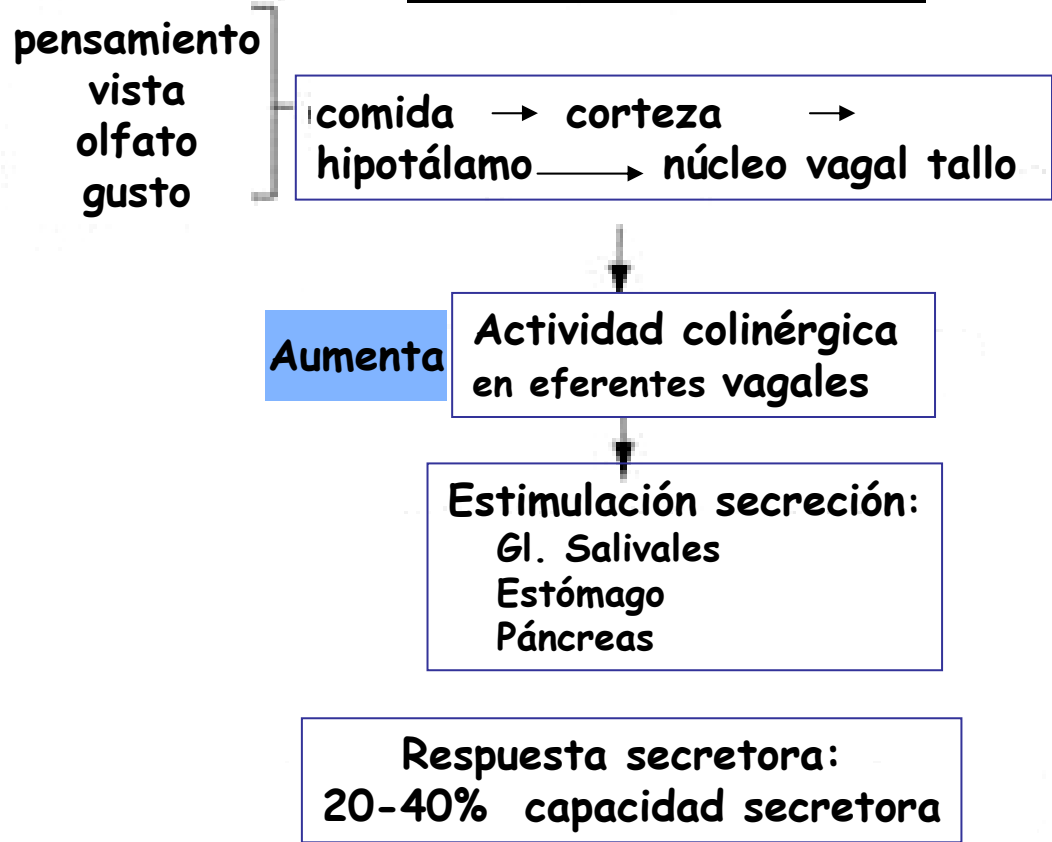 pensamiento
vista
olfato
gusto
comida → corteza →
hipotálamo → núcleo vagal tallo
Aumenta
Actividad colinérgica
en eferentes vagales
Estimulación secreción:
Gl. Salivales
Estómago
Páncreas
Respuesta secretora:
20-40% capacidad secretora